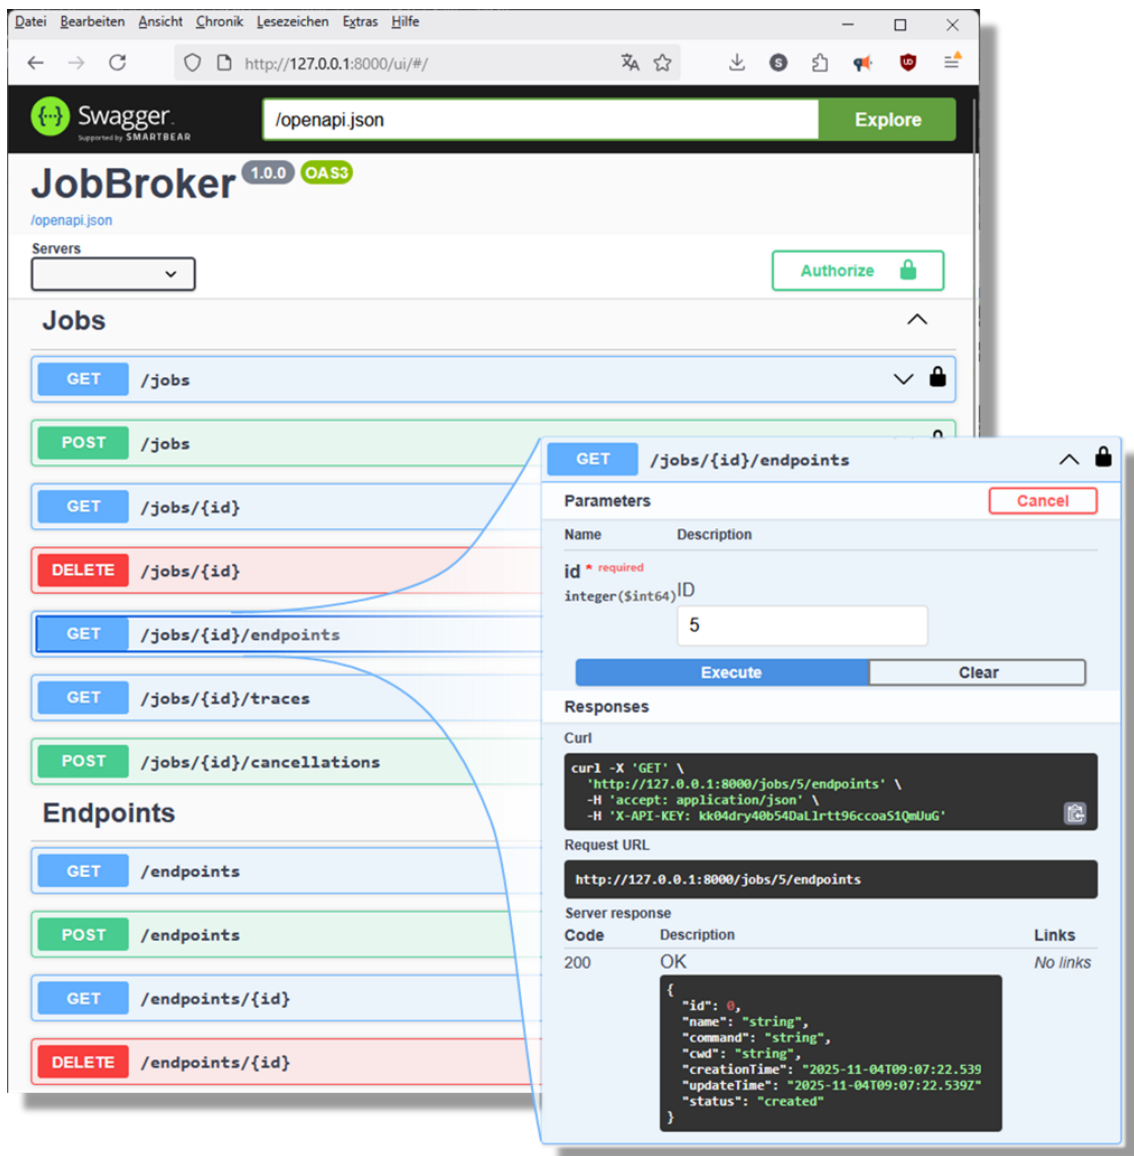 Datei Bearbeiten Ansicht Chronik Lesezeichen Extras Hilfe
http://127.0.0.1:8000/ui/#/
Swagger.
Supported by SMARTBEAR
/openapi.json
Explore
JobBroker 1.0.0 OAS3
/openapi.json
Servers
Authorize
Jobs
GET /jobs
POST /jobs
GET /jobs/{id}
DELETE /jobs/{id}
GET /jobs/{id}/endpoints
GET /jobs/{id}/traces
POST /jobs/{id}/cancellations
Endpoints
GET /endpoints
POST /endpoints
GET /endpoints/{id}
DELETE /endpoints/{id}
GET /jobs/{id}/endpoints
Parameters
Cancel
Name Description
id * required
integer($int64)
ID
5
Execute
Clear
Responses
Curl
curl -X 'GET' \
'http://127.0.0.1:8000/jobs/5/endpoints' \
-H 'accept: application/json' \
-H 'X-API-KEY: kk04dry40b54DaLlrtt96ccoaS1QmUuG'
Request URL
http://127.0.0.1:8000/jobs/5/endpoints
Server response
Code Description Links
200 OK No links
{
"id": 0,
"name": "string",
"command": "string",
"cwd": "string",
"creationTime": "2025-11-04T09:07:22.539
"updateTime": "2025-11-04T09:07:22.539Z"
"status": "created"
}